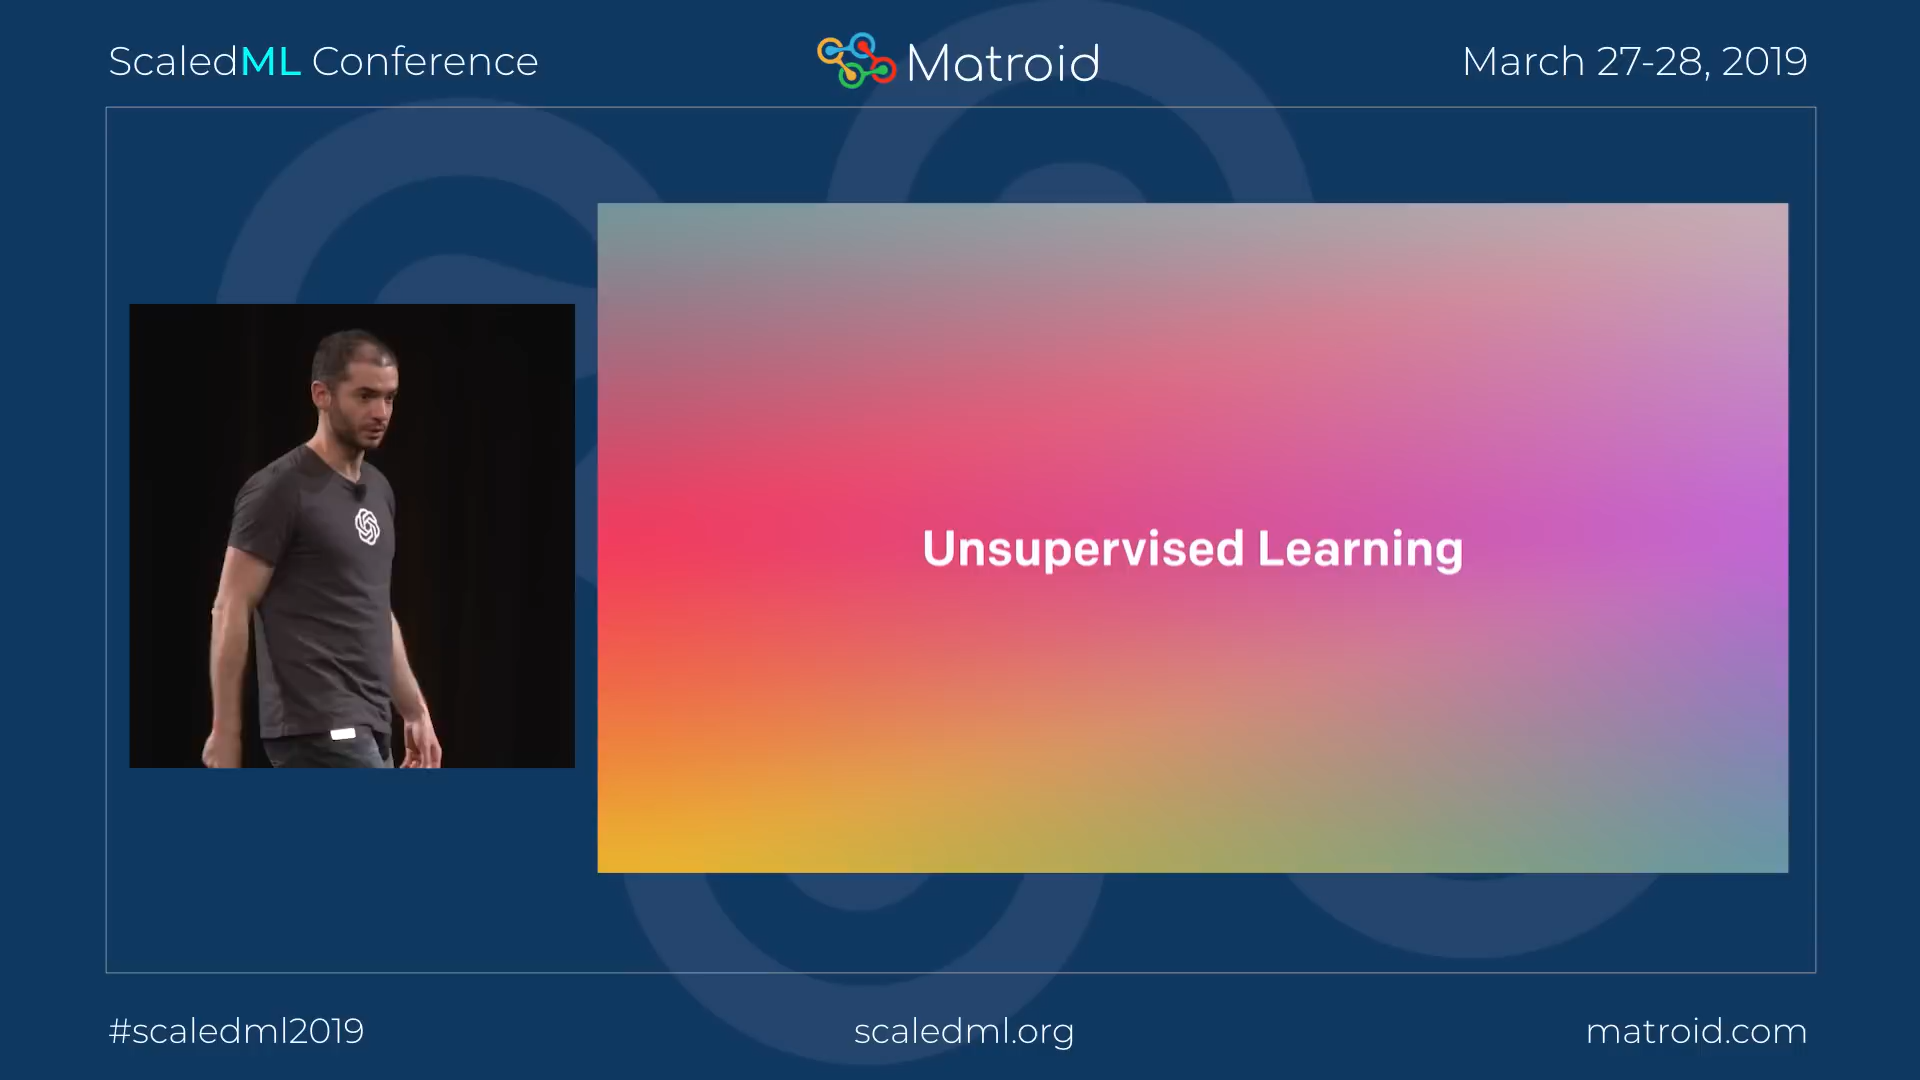 ScaledML Conference
Matroid
March 27-28, 2019
Unsupervised Learning
#scaledml2019
scaledml.org
matroid.com